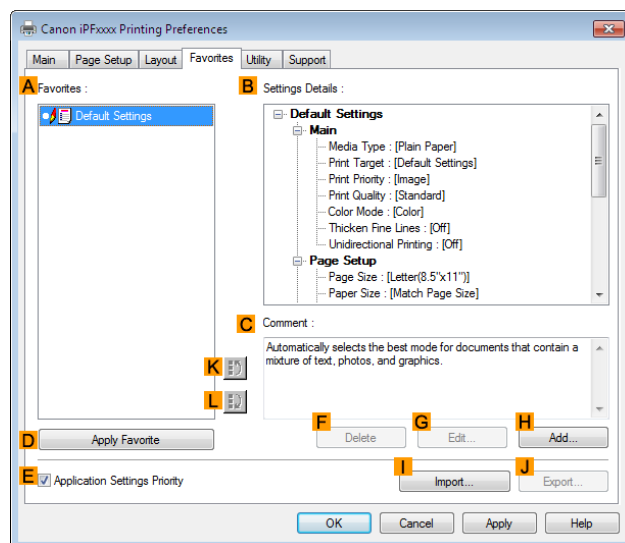 Canon iPFxxxx Printing Preferences
Main Page Setup Layout Favorites Utility Support
A Favorites :
Default Settings
B Settings Details :
Default Settings
Main
Media Type : [Plain Paper]
Print Target : [Default Settings]
Print Priority : [Image]
Print Quality : [Standard]
Color Mode : [Color]
Thicken Fine Lines : [Off]
Unidirectional Printing : [Off]
Page Setup
Page Size : [Letter(8.5"x11")]
Paper Size : [Match Page Size]
C Comment :
Automatically selects the best mode for documents that contain a
mixture of text, photos, and graphics.
K
L
D Apply Favorite
F Delete
G Edit...
H Add...
E Application Settings Priority
I Import...
J Export...
OK Cancel Apply Help